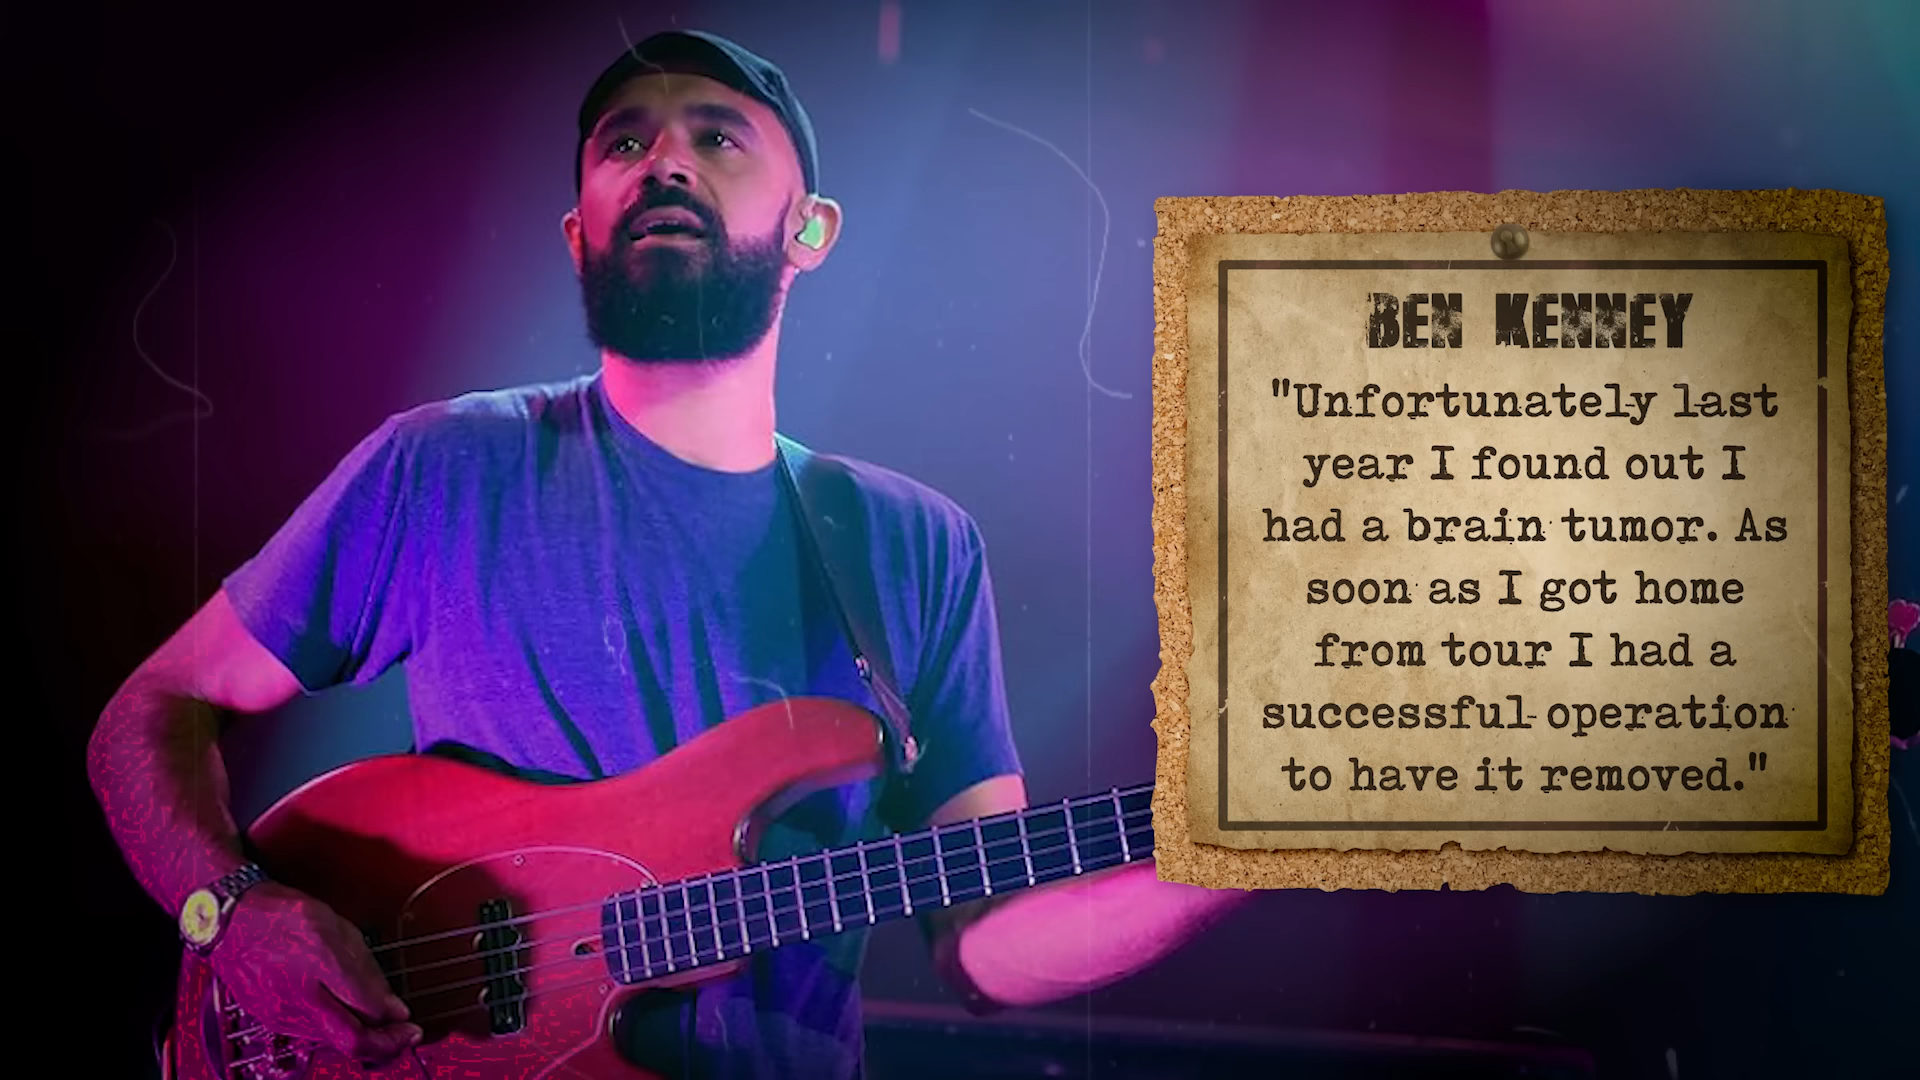 BEN KENNEY
"Unfortunately last
year I found out I
had a brain tumor. As
soon as I got home
from tour I had a
successful operation
to have it removed."